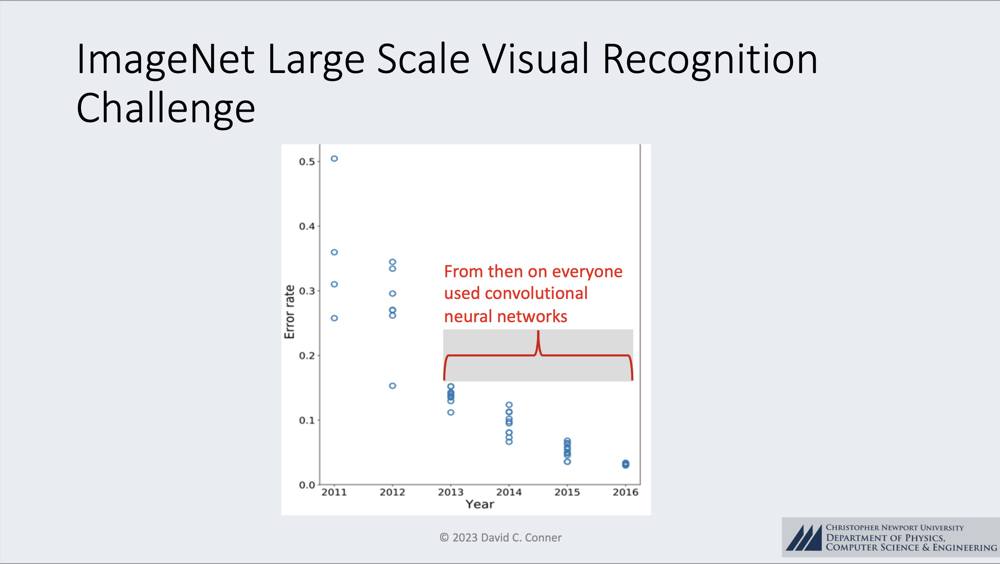 ImageNet Large Scale Visual Recognition
Challenge
0.5
0.4
0.3
0.2
0.1
0.0
Error rate
From then on everyone
used convolutional
neural networks
2011 2012 2013 2014 2015 2016
Year
© 2023 David C. Conner
CHRISTOPHER NEWPORT UNIVERSITY
DEPARTMENT OF PHYSICS,
COMPUTER SCIENCE & ENGINEERING